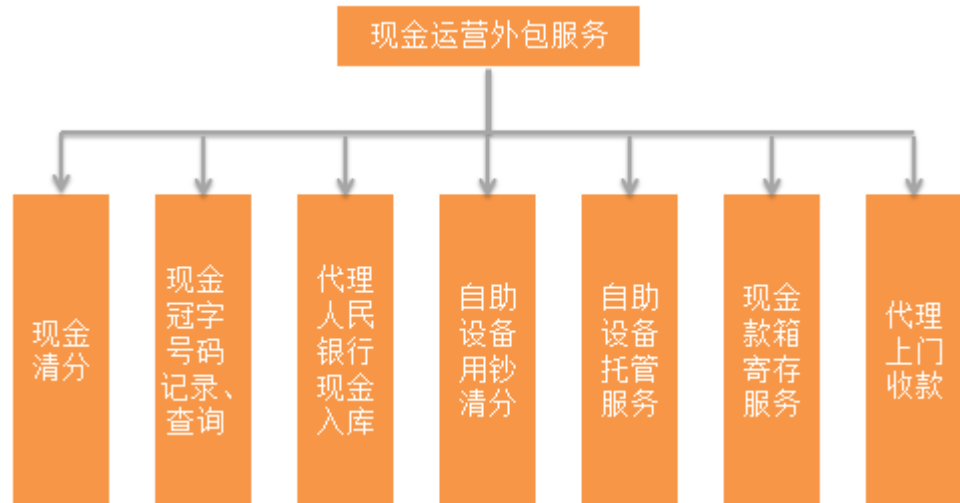 现金运营外包服务
现金
清分
现金
冠字
号码
记录、
查询
代理
人民
银行
现金
入库
自助
设备
用钞
清分
自助
设备
托管
服务
现金
款箱
寄存
服务
代理
上门
收款